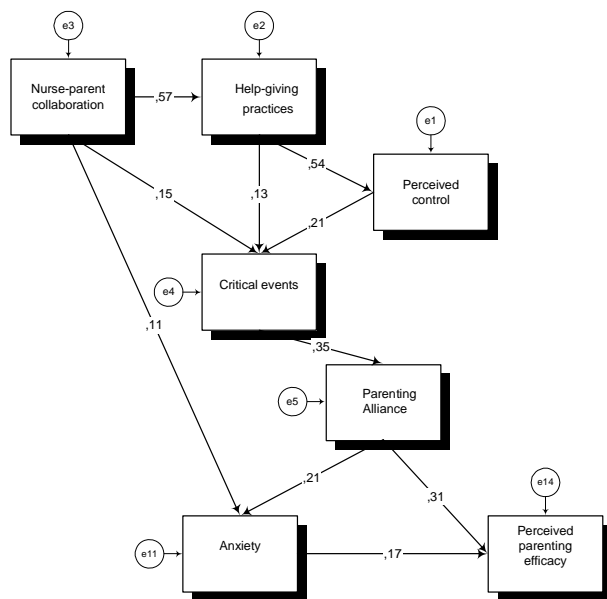 e3
e2
Nurse-parent
collaboration
,57
Help-giving
practices
e1
,54
Perceived
control
,15
,13
,21
Critical events
e4
,11
,35
Parenting
Alliance
e5
,21
,31
e14
Anxiety
e11
,17
Perceived
parenting
efficacy